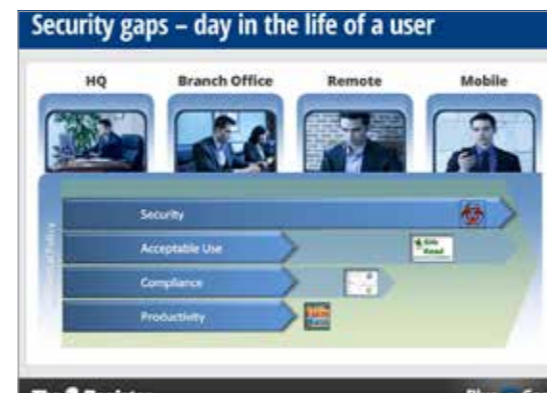 Security gaps – day in the life of a user
HQ Branch Office Remote Mobile
Security
Acceptable Use
Compliance
Productivity